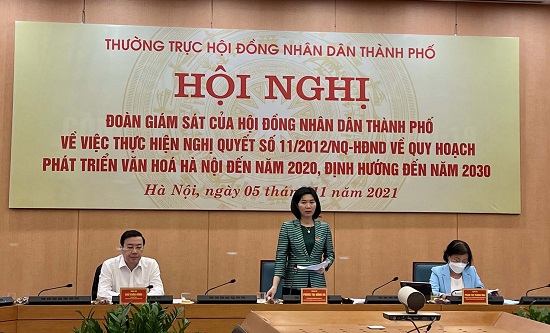 THƯỜNG TRỰC HỘI ĐỒNG NHÂN DÂN THÀNH PHỐ
HỘI NGHỊ
ĐOÀN GIÁM SÁT CỦA HỘI ĐỒNG NHÂN DÂN THÀNH PHỐ
VỀ VIỆC THỰC HIỆN NGHỊ QUYẾT SỐ 11/2012/NQ-HĐND VỀ QUY HOẠCH
PHÁT TRIỂN VĂN HOÁ HÀ NỘI ĐẾN NĂM 2020, ĐỊNH HƯỚNG ĐẾN NĂM 2030
Hà Nội, ngày 05 tháng 11 năm 2021